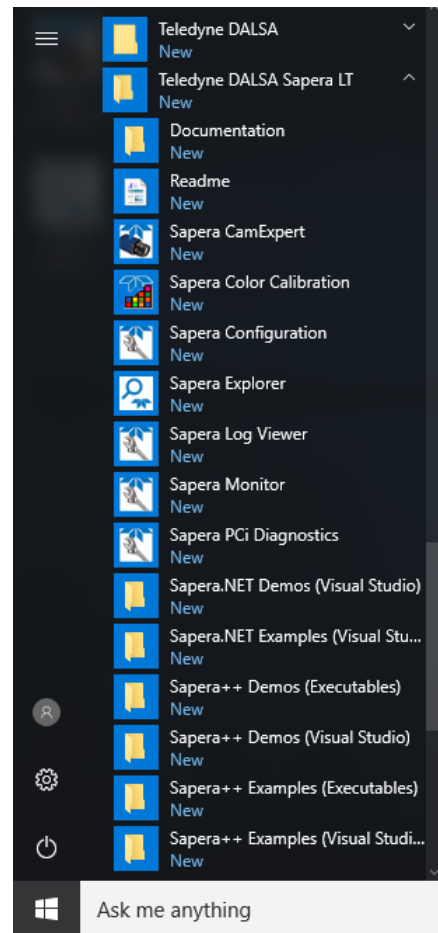 Teledyne DALSA
New
Teledyne DALSA Sapera LT
New
Documentation
New
Readme
New
Sapera CamExpert
New
Sapera Color Calibration
New
Sapera Configuration
New
Sapera Explorer
New
Sapera Log Viewer
New
Sapera Monitor
New
Sapera PCi Diagnostics
New
Sapera.NET Demos (Visual Studio)
New
Sapera.NET Examples (Visual Stu...
New
Sapera++ Demos (Executables)
New
Sapera++ Demos (Visual Studio)
New
Sapera++ Examples (Executables)
New
Sapera++ Examples (Visual Studi...
New
Ask me anything